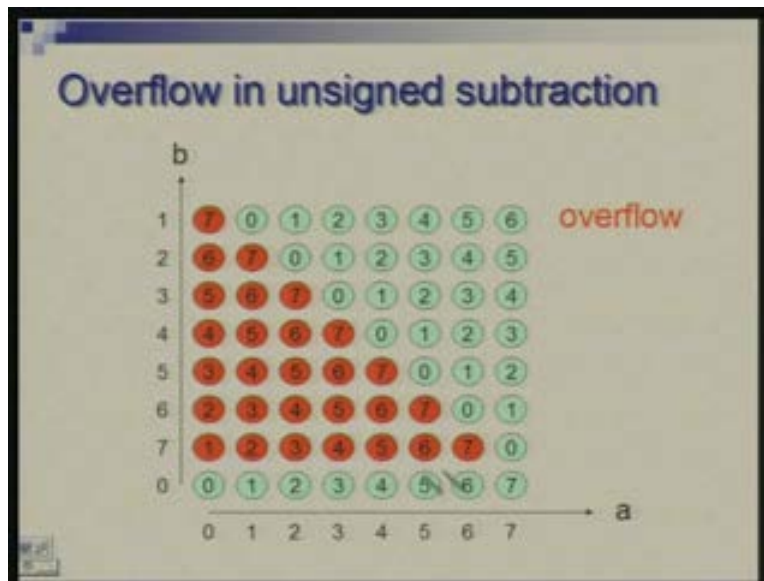 Overflow in unsigned subtraction
b
1 7 0 1 2 3 4 5 6 overflow
2 6 7 0 1 2 3 4 5
3 5 6 7 0 1 2 3 4
4 4 5 6 7 0 1 2 3
5 3 4 5 6 7 0 1 2
6 2 3 4 5 6 7 0 1
7 1 2 3 4 5 6 7 0
0 0 1 2 3 4 5 6 7
a
0 1 2 3 4 5 6 7